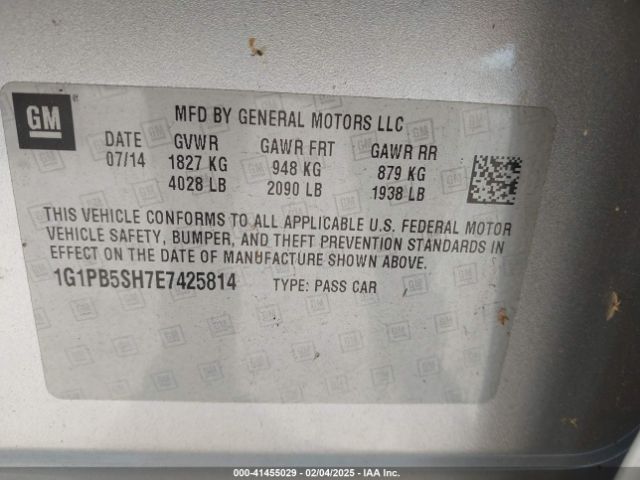 GM
MFD BY GENERAL MOTORS LLC
DATE GVWR GAWR FRT GAWR RR
07/14 1827 KG 948 KG 879 KG
4028 LB 2090 LB 1938 LB
THIS VEHICLE CONFORMS TO ALL APPLICABLE U.S. FEDERAL MOTOR
VEHICLE SAFETY, BUMPER, AND THEFT PREVENTION STANDARDS IN
EFFECT ON THE DATE OF MANUFACTURE SHOWN ABOVE.
1G1PB5SH7E7425814 TYPE: PASS CAR
000-41455029 - 02/04/2025 - IAA Inc.